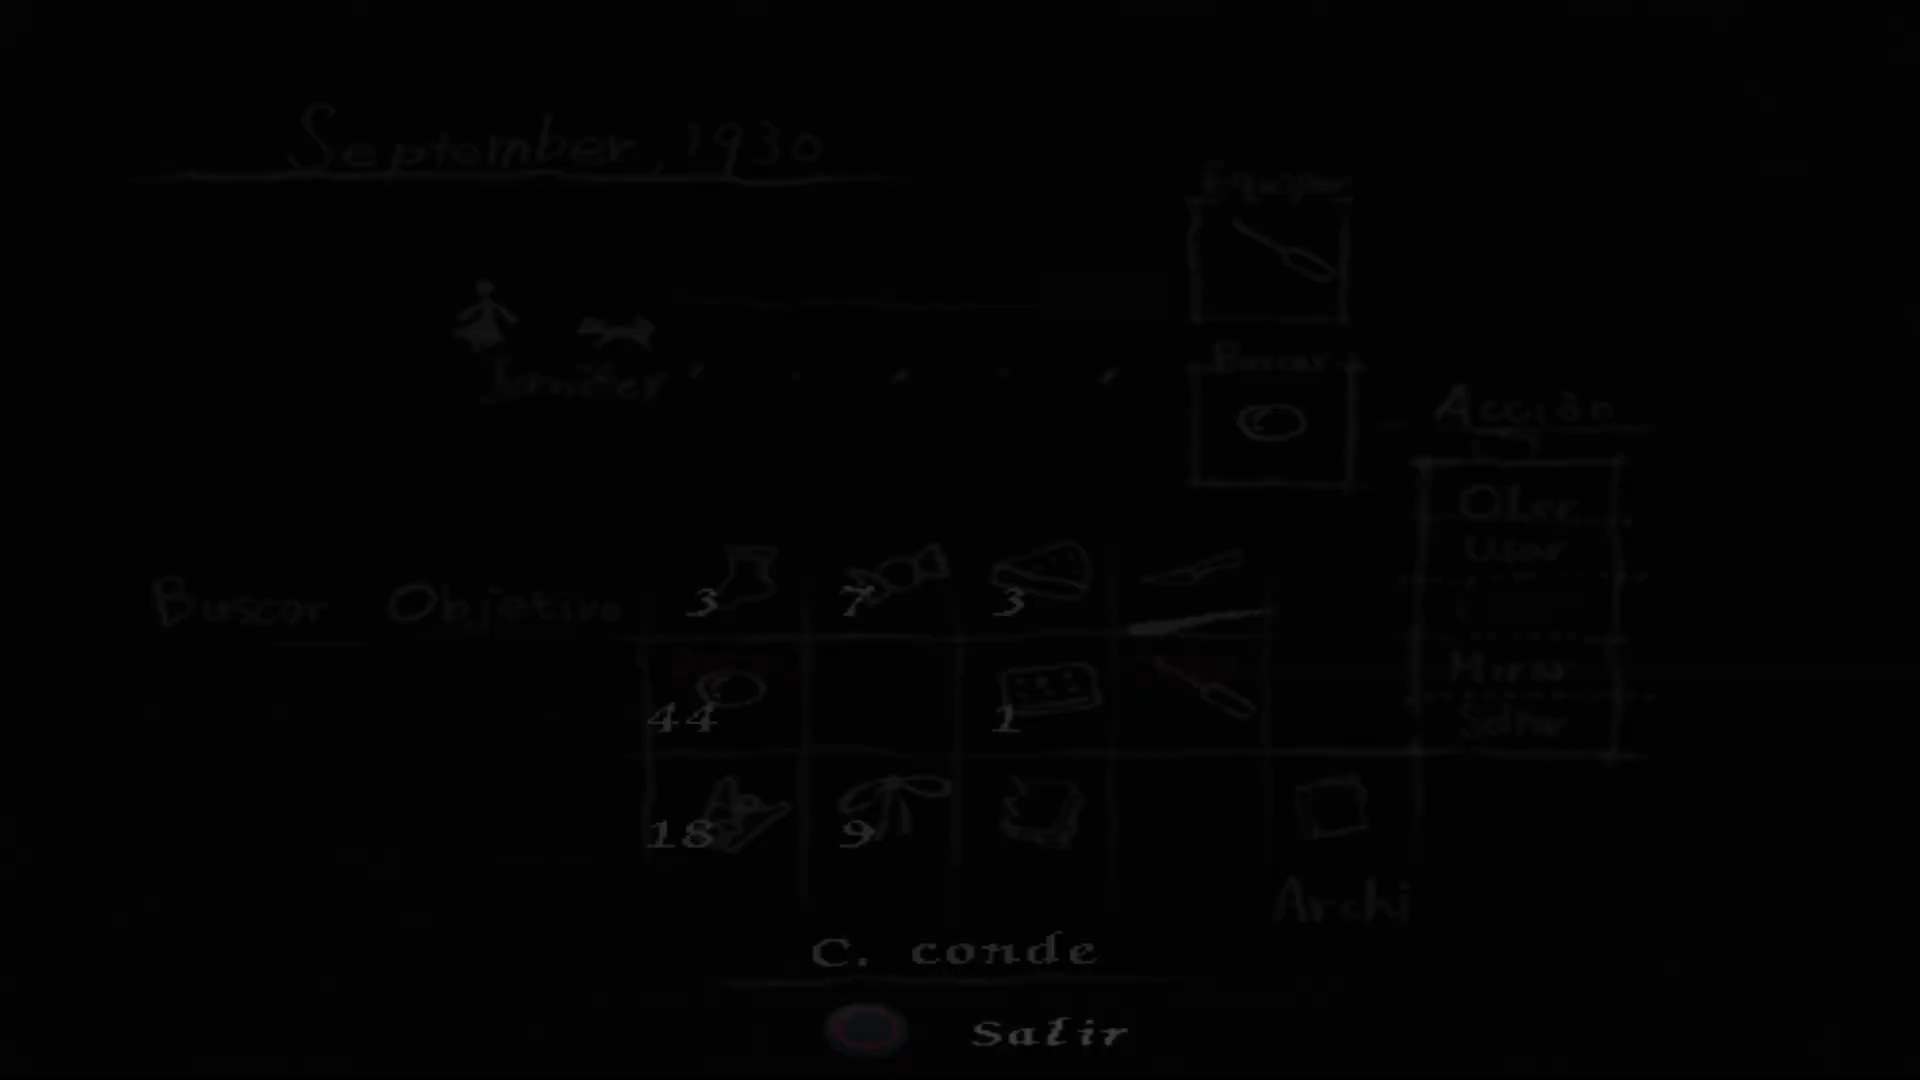 September, 1930
Equipar
Buscar
Jennifer
Acción
Oler
Usar
Mirar
Soltar
Buscar Objetivo
3 7 3
44 1
18 9
Archi
C. conde
Salir